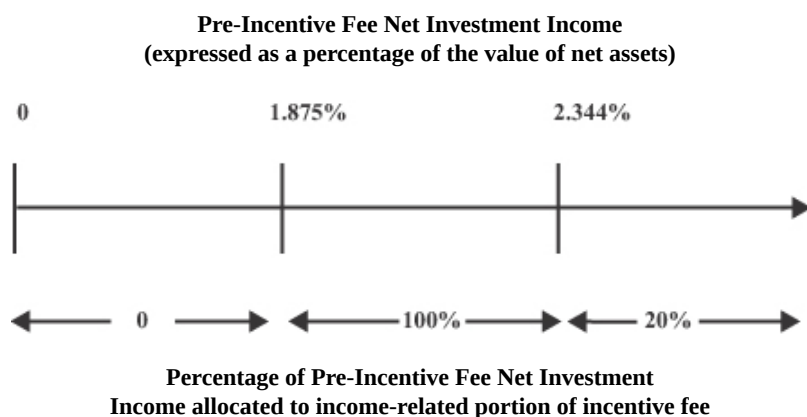 Pre-Incentive Fee Net Investment Income
(expressed as a percentage of the value of net assets)
0 1.875% 2.344%
0 100% 20%
Percentage of Pre-Incentive Fee Net Investment
Income allocated to income-related portion of incentive fee